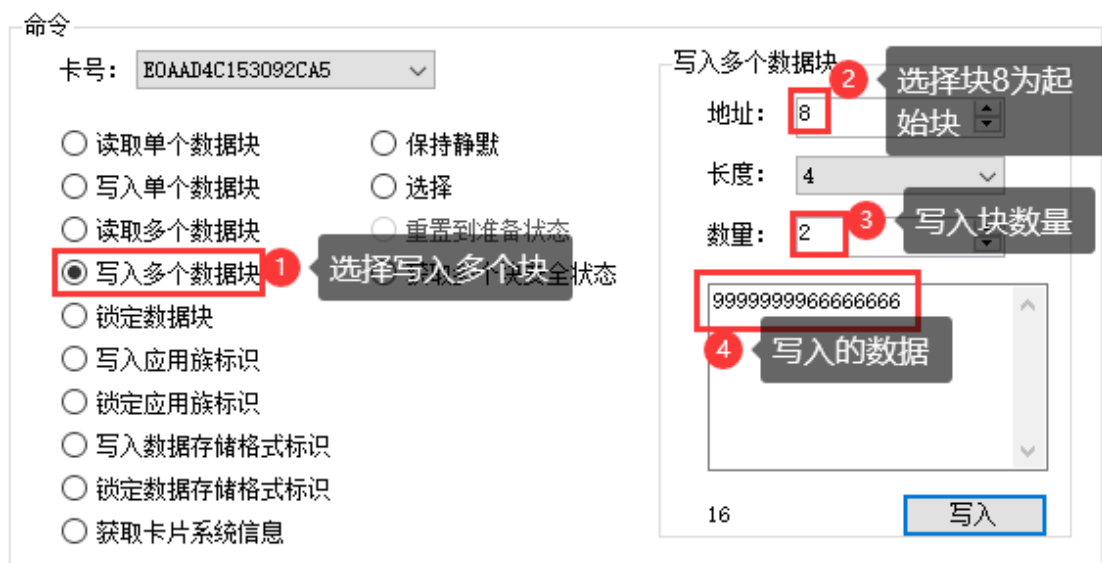 命令
卡号： E0AAD4C153092CA5
读取单个数据块
保持静默
写入单个数据块
选择
读取多个数据块
重置到准备状态
写入多个数据块
1 选择写入多个块
全状态
锁定数据块
写入应用族标识
锁定应用族标识
写入数据存储格式标识
锁定数据存储格式标识
获取卡片系统信息
写入多个数据块
地址： 8
2 选择块8为起
始块
长度： 4
数量： 2
3 写入块数量
9999999966666666
4 写入的数据
16
写入